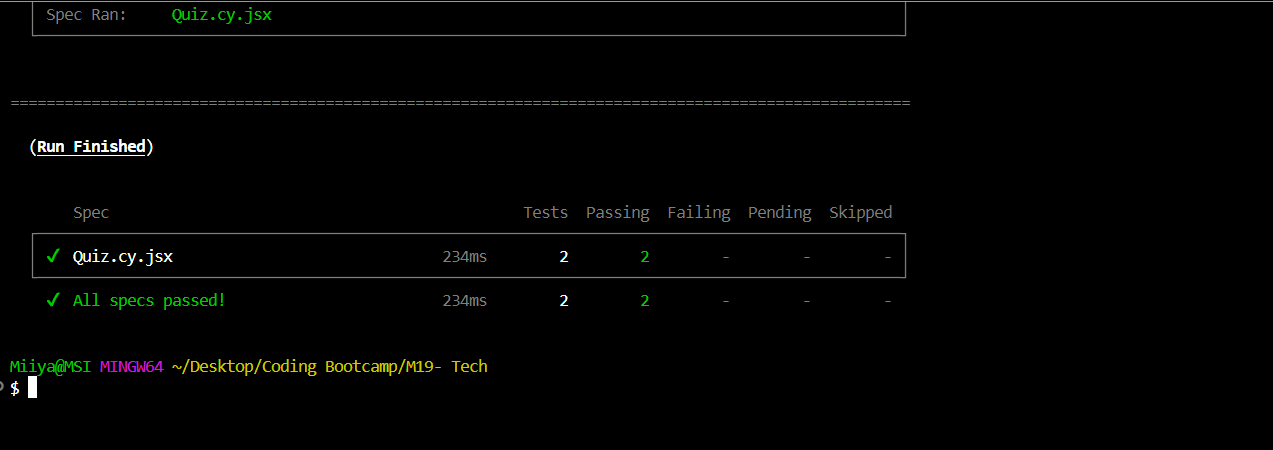 Spec Ran: Quiz.cy.jsx
====================================================================================================
(Run Finished)
Spec Tests Passing Failing Pending Skipped
✔ Quiz.cy.jsx 234ms 2 2 - - -
✔ All specs passed! 234ms 2 2 - - -
Miiya@MSI MINGW64 ~/Desktop/Coding Bootcamp/M19- Tech
$